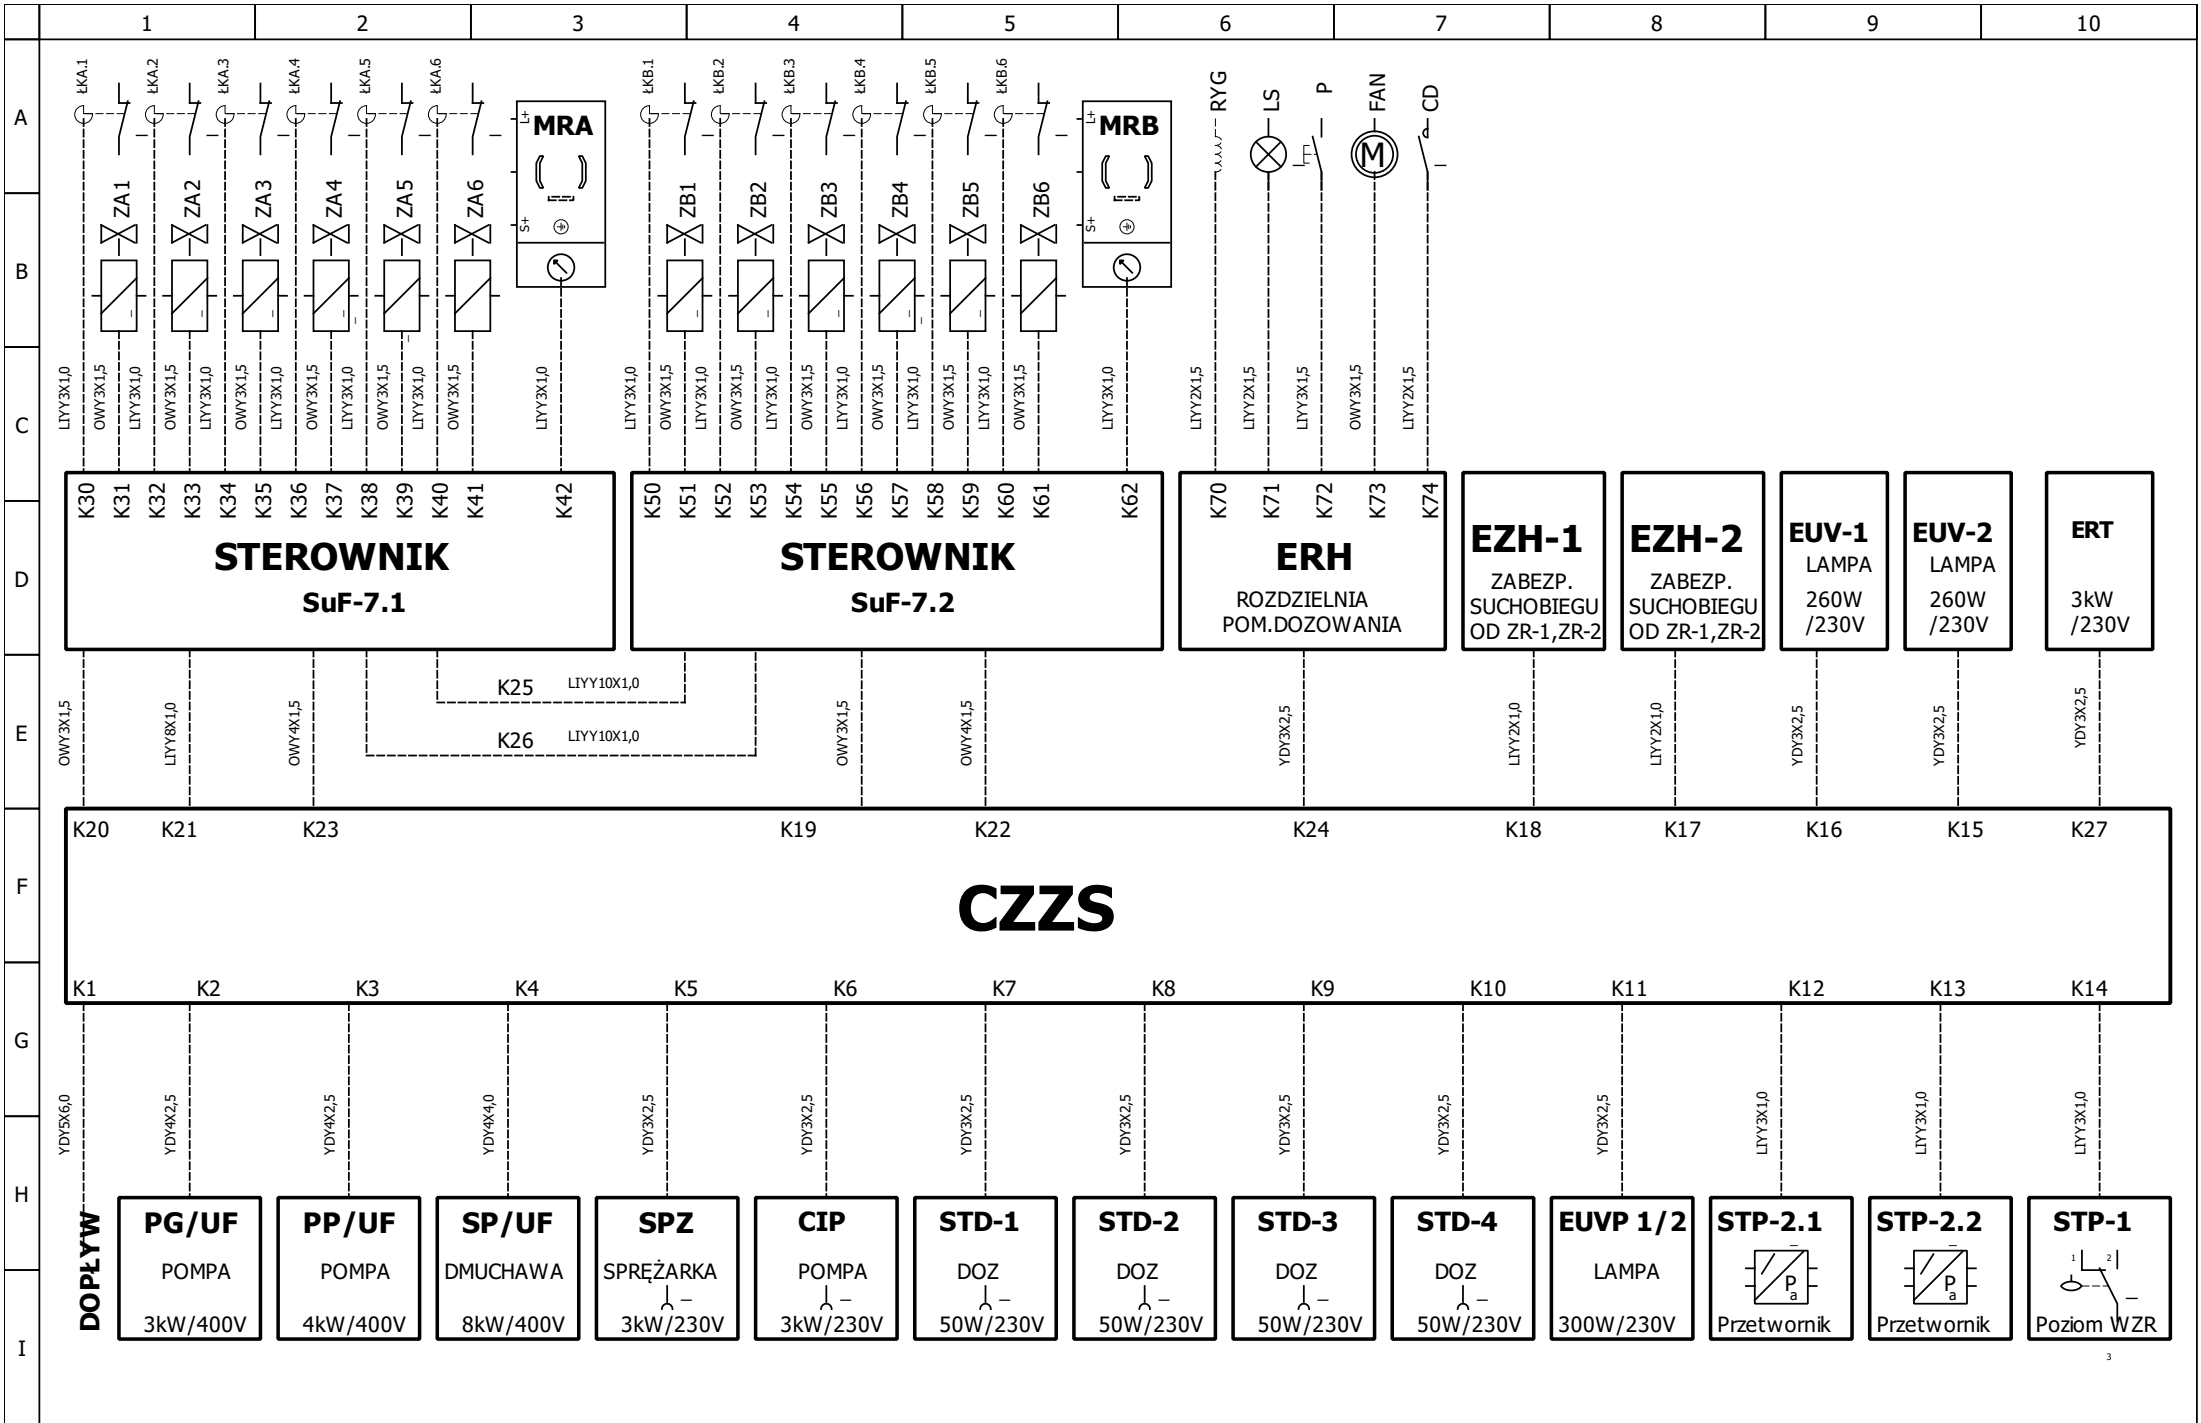 1 2 3 4 5 6 7 8 9 10
A
B
C
D
E
F
G
H
I
ŁKA.1 ŁKA.2 ŁKA.3 ŁKA.4 ŁKA.5 ŁKA.6
ŁKB.1 ŁKB.2 ŁKB.3 ŁKB.4 ŁKB.5 ŁKB.6
RYG LS P FAN CD
L+ MRA S+
L+ MRB S+
M
ZA1 ZA2 ZA3 ZA4 ZA5 ZA6
ZB1 ZB2 ZB3 ZB4 ZB5 ZB6
LIYY3X1,0 OWY3X1,5 LIYY3X1,0 OWY3X1,5 LIYY3X1,0 OWY3X1,5 LIYY3X1,0 OWY3X1,5 LIYY3X1,0 OWY3X1,5 LIYY3X1,0 OWY3X1,5 LIYY3X1,0
LIYY3X1,0 OWY3X1,5 LIYY3X1,0 OWY3X1,5 LIYY3X1,0 OWY3X1,5 LIYY3X1,0 OWY3X1,5 LIYY3X1,0 OWY3X1,5 LIYY3X1,0 OWY3X1,5 LIYY3X1,0
LIYY2X1,5 LIYY2X1,5 LIYY3X1,5 OWY3X1,5 LIYY2X1,5
K30 K31 K32 K33 K34 K35 K36 K37 K38 K39 K40 K41 K42
STEROWNIK
SuF-7.1
K50 K51 K52 K53 K54 K55 K56 K57 K58 K59 K60 K61 K62
STEROWNIK
SuF-7.2
K70 K71 K72 K73 K74
ERH
ROZDZIELNIA
POM.DOZOWANIA
EZH-1
ZABEZP.
SUCHOBIEGU
OD ZR-1,ZR-2
EZH-2
ZABEZP.
SUCHOBIEGU
OD ZR-1,ZR-2
EUV-1
LAMPA
260W
/230V
EUV-2
LAMPA
260W
/230V
ERT
3kW
/230V
K25 LIYY10X1,0
K26 LIYY10X1,0
OWY3X1,5 LIYY8X1,0 OWY4X1,5 OWY3X1,5 OWY4X1,5 YDY3X2,5 LIYY2X1,0 LIYY2X1,0 YDY3X2,5 YDY3X2,5 YDY3X2,5
K20 K21 K23 K19 K22 K24 K18 K17 K16 K15 K27
CZZS
K1 K2 K3 K4 K5 K6 K7 K8 K9 K10 K11 K12 K13 K14
YDY5X6,0 YDY4X2,5 YDY4X2,5 YDY4X4,0 YDY3X2,5 YDY3X2,5 YDY3X2,5 YDY3X2,5 YDY3X2,5 YDY3X2,5 YDY3X2,5 LIYY3X1,0 LIYY3X1,0 LIYY3X1,0
DOPŁYW
PG/UF
POMPA
3kW/400V
PP/UF
POMPA
4kW/400V
SP/UF
DMUCHAWA
8kW/400V
SPZ
SPRĘŻARKA
3kW/230V
CIP
POMPA
3kW/230V
STD-1
DOZ
50W/230V
STD-2
DOZ
50W/230V
STD-3
DOZ
50W/230V
STD-4
DOZ
50W/230V
EUVP 1/2
LAMPA
300W/230V
STP-2.1
Pa
Przetwornik
STP-2.2
Pa
Przetwornik
STP-1
1 2
Poziom WZR
3